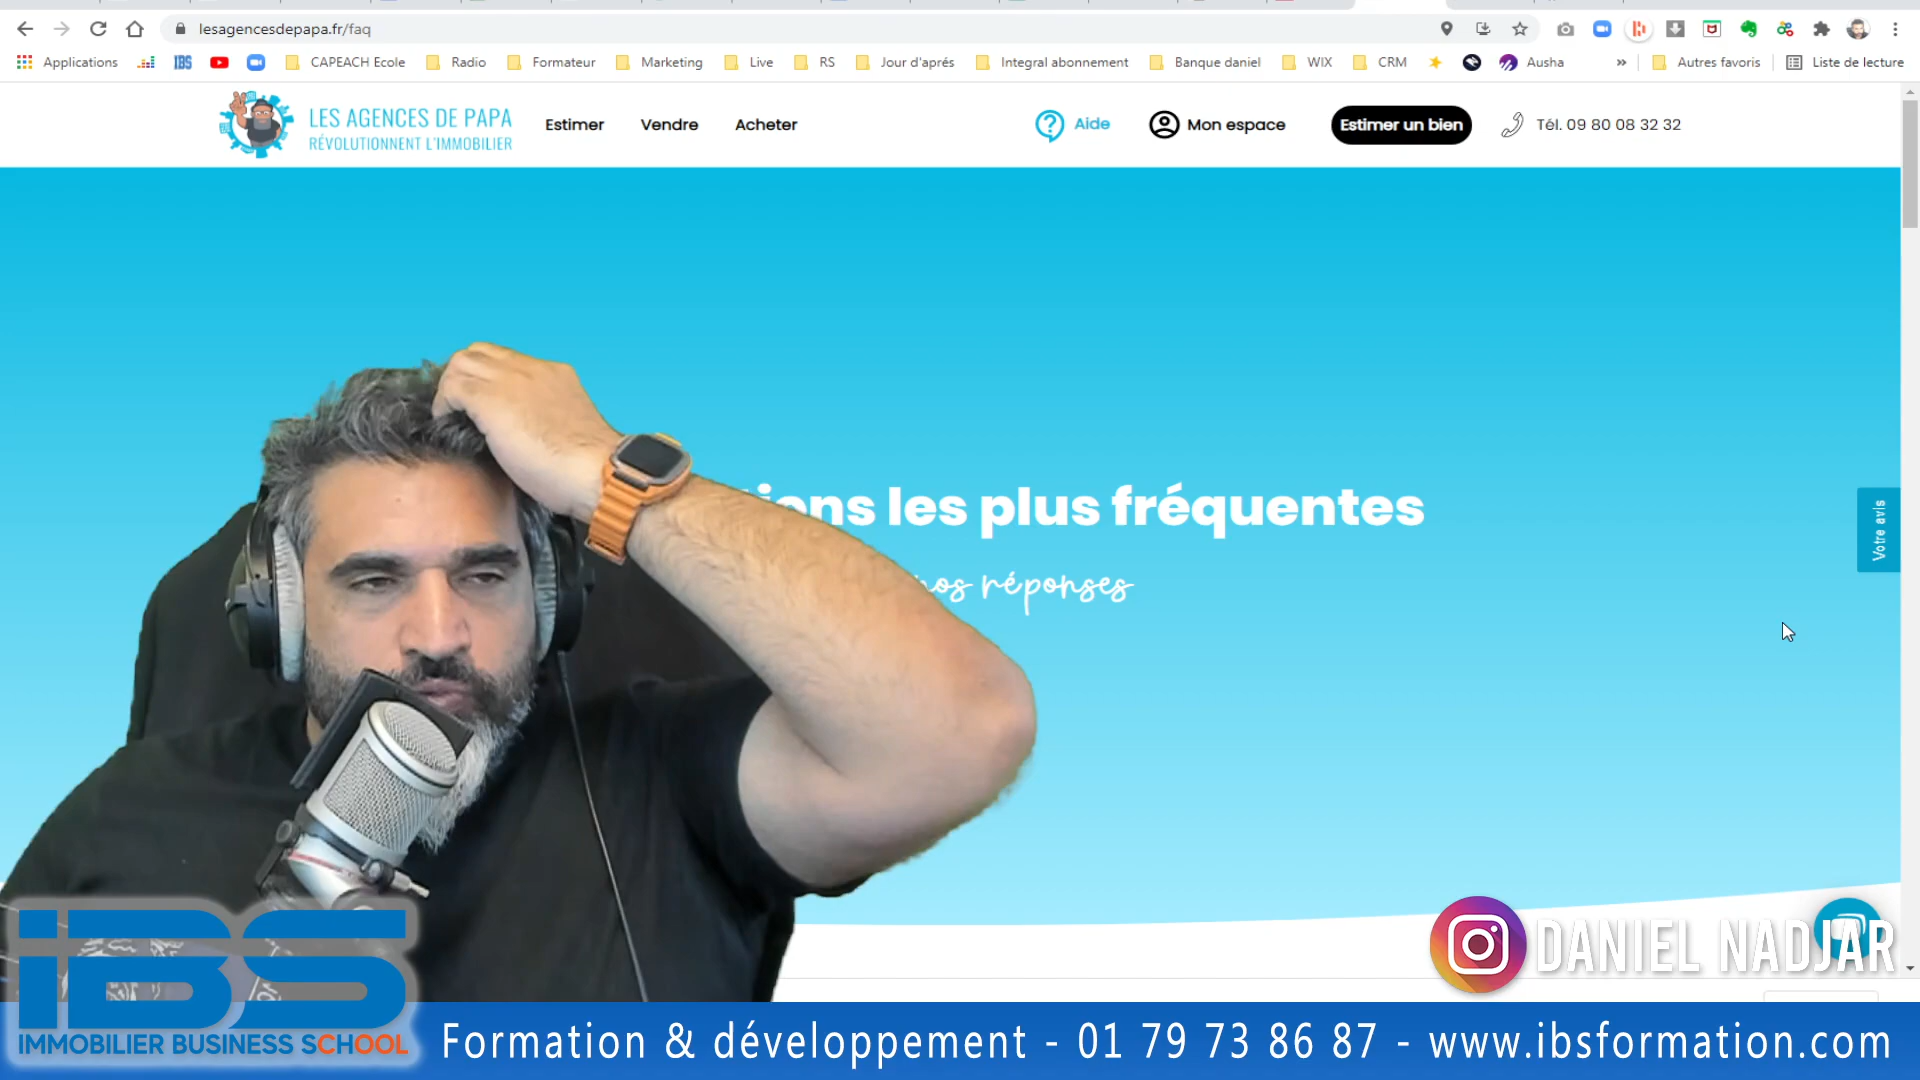 lesagencesdepapa.fr/faq
Applications
IBS
CAPEACH Ecole
Radio
Formateur
Marketing
Live
RS
Jour d'aprés
Integral abonnement
Banque daniel
WIX
CRM
Ausha
»
Autres favoris
Liste de lecture
LES AGENCES DE PAPA
RÉVOLUTIONNENT L'IMMOBILIER
Estimer
Vendre
Acheter
Aide
Mon espace
Estimer un bien
Tél. 09 80 08 32 32
les plus fréquentes
nos réponses
Votre avis
DANIEL NADJAR
iBS
IMMOBILIER BUSINESS SCHOOL
Formation & développement - 01 79 73 86 87 - www.ibsformation.com